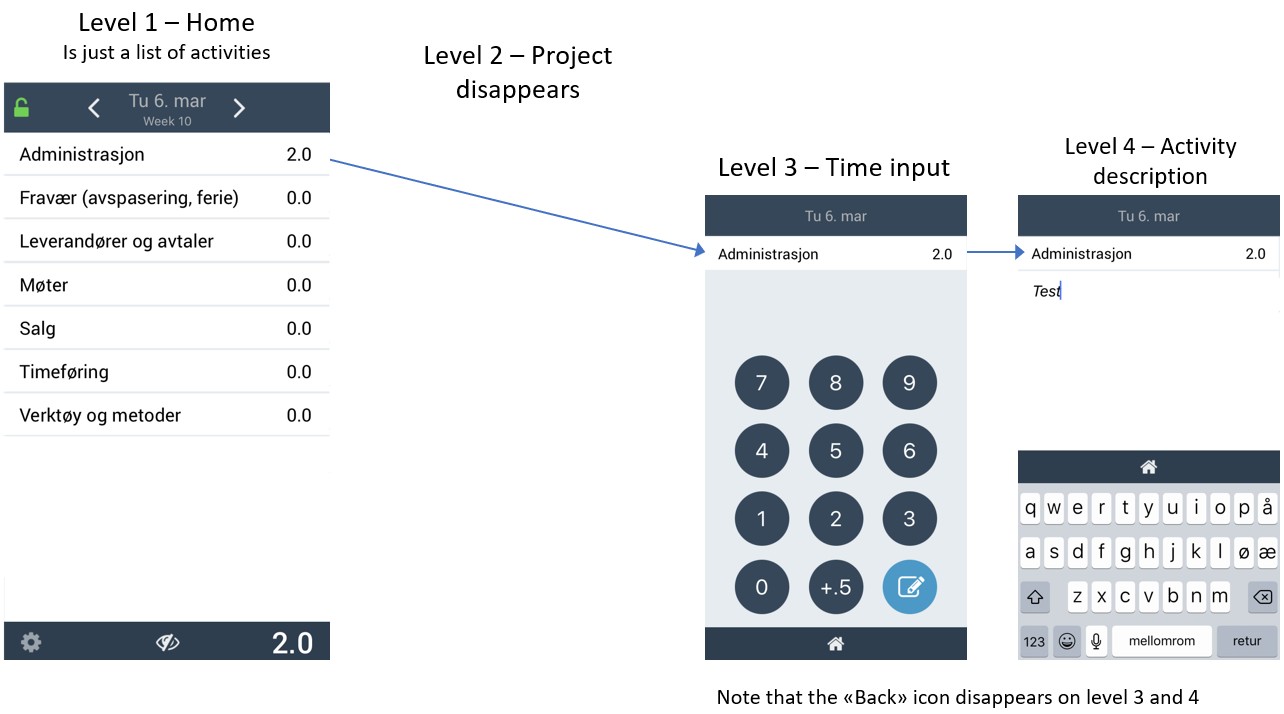 Level 1 – Home
Is just a list of activities
Tu 6. mar
Week 10
Administrasjon 2.0
Fravær (avspasering, ferie) 0.0
Leverandører og avtaler 0.0
Møter 0.0
Salg 0.0
Timeføring 0.0
Verktøy og metoder 0.0
2.0
Level 2 – Project
disappears
Level 3 – Time input
Tu 6. mar
Administrasjon 2.0
7 8 9
4 5 6
1 2 3
0 +.5
Level 4 – Activity
description
Tu 6. mar
Administrasjon 2.0
Test
q w e r t y u i o p å
a s d f g h j k l ø æ
z x c v b n m
123 mellomrom retur
Note that the «Back» icon disappears on level 3 and 4